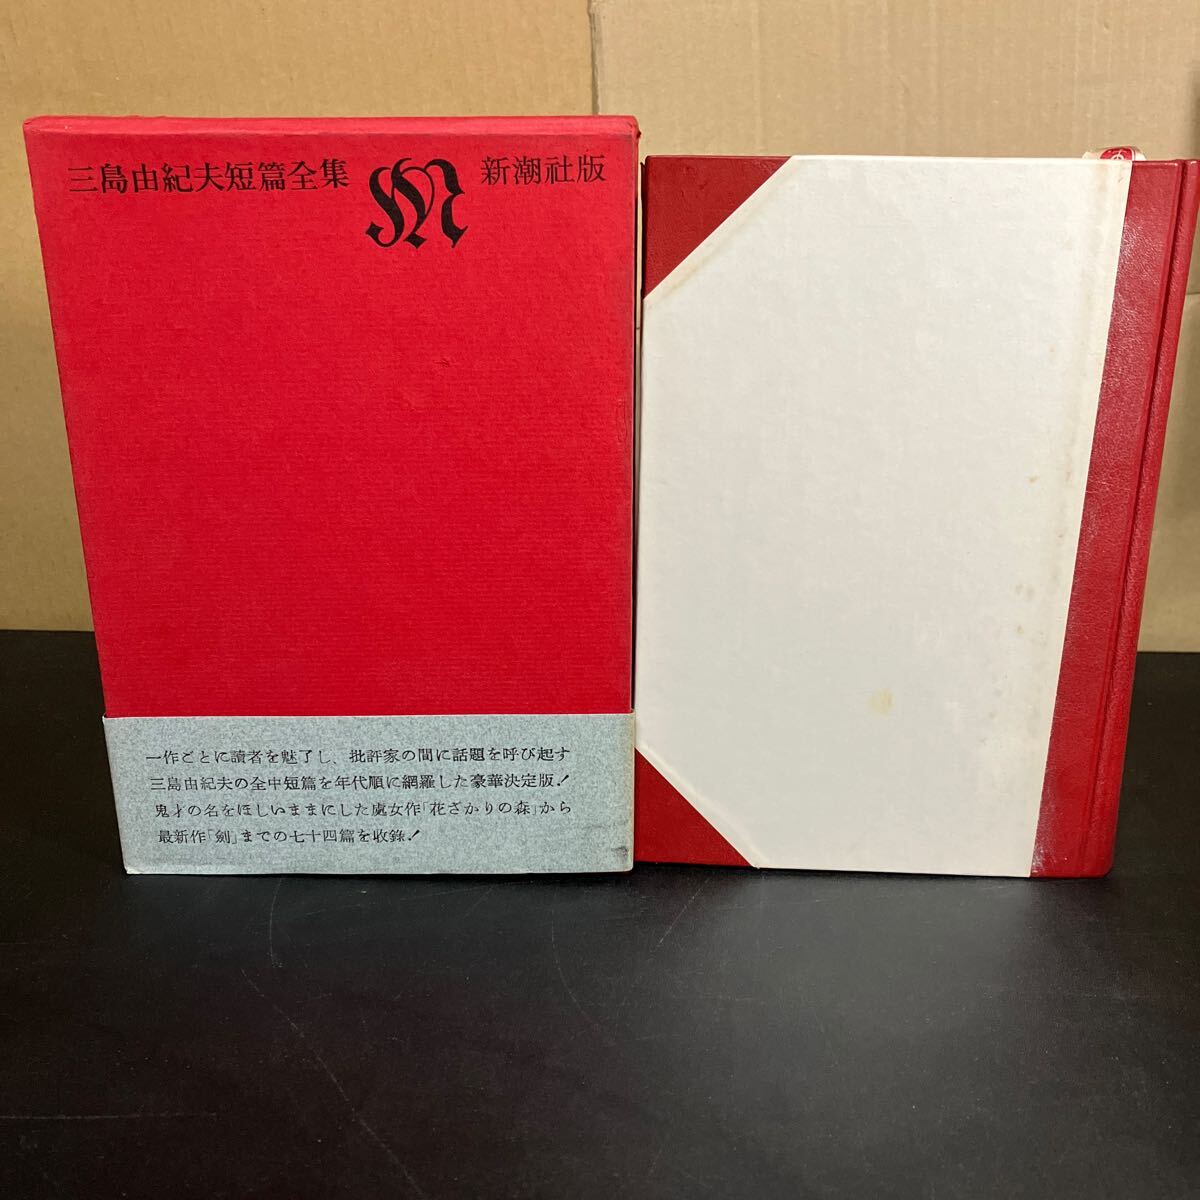 三島由紀夫短篇全集
M
新潮社版
一作ごとに讀者を魅了し、批評家の間に話題を呼び起す
三島由紀夫の全中短篇を年代順に網羅した豪華決定版！
鬼才の名をほしいままにした處女作「花ざかりの森」から
最新作「剣」までの七十四篇を收錄！